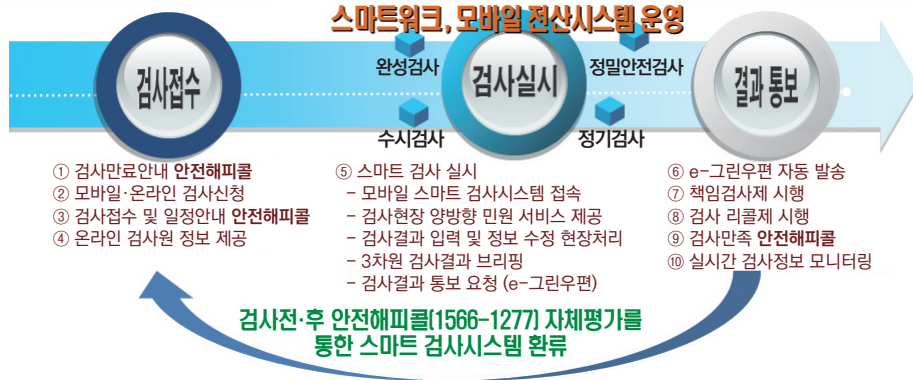 스마트워크, 모바일 전산시스템 운영
검사접수
완성검사
수시검사
검사실시
정밀안전검사
정기검사
결과 통보
① 검사만료안내 안전해피콜
② 모바일·온라인 검사신청
③ 검사접수 및 일정안내 안전해피콜
④ 온라인 검사원 정보 제공
⑤ 스마트 검사 실시
- 모바일 스마트 검사시스템 접속
- 검사현장 양방향 민원 서비스 제공
- 검사결과 입력 및 정보 수정 현장처리
- 3차원 검사결과 브리핑
- 검사결과 통보 요청 (e-그린우편)
⑥ e-그린우편 자동 발송
⑦ 책임검사제 시행
⑧ 검사 리콜제 시행
⑨ 검사만족 안전해피콜
⑩ 실시간 검사정보 모니터링
검사전·후 안전해피콜(1566-1277) 자체평가를
통한 스마트 검사시스템 환류